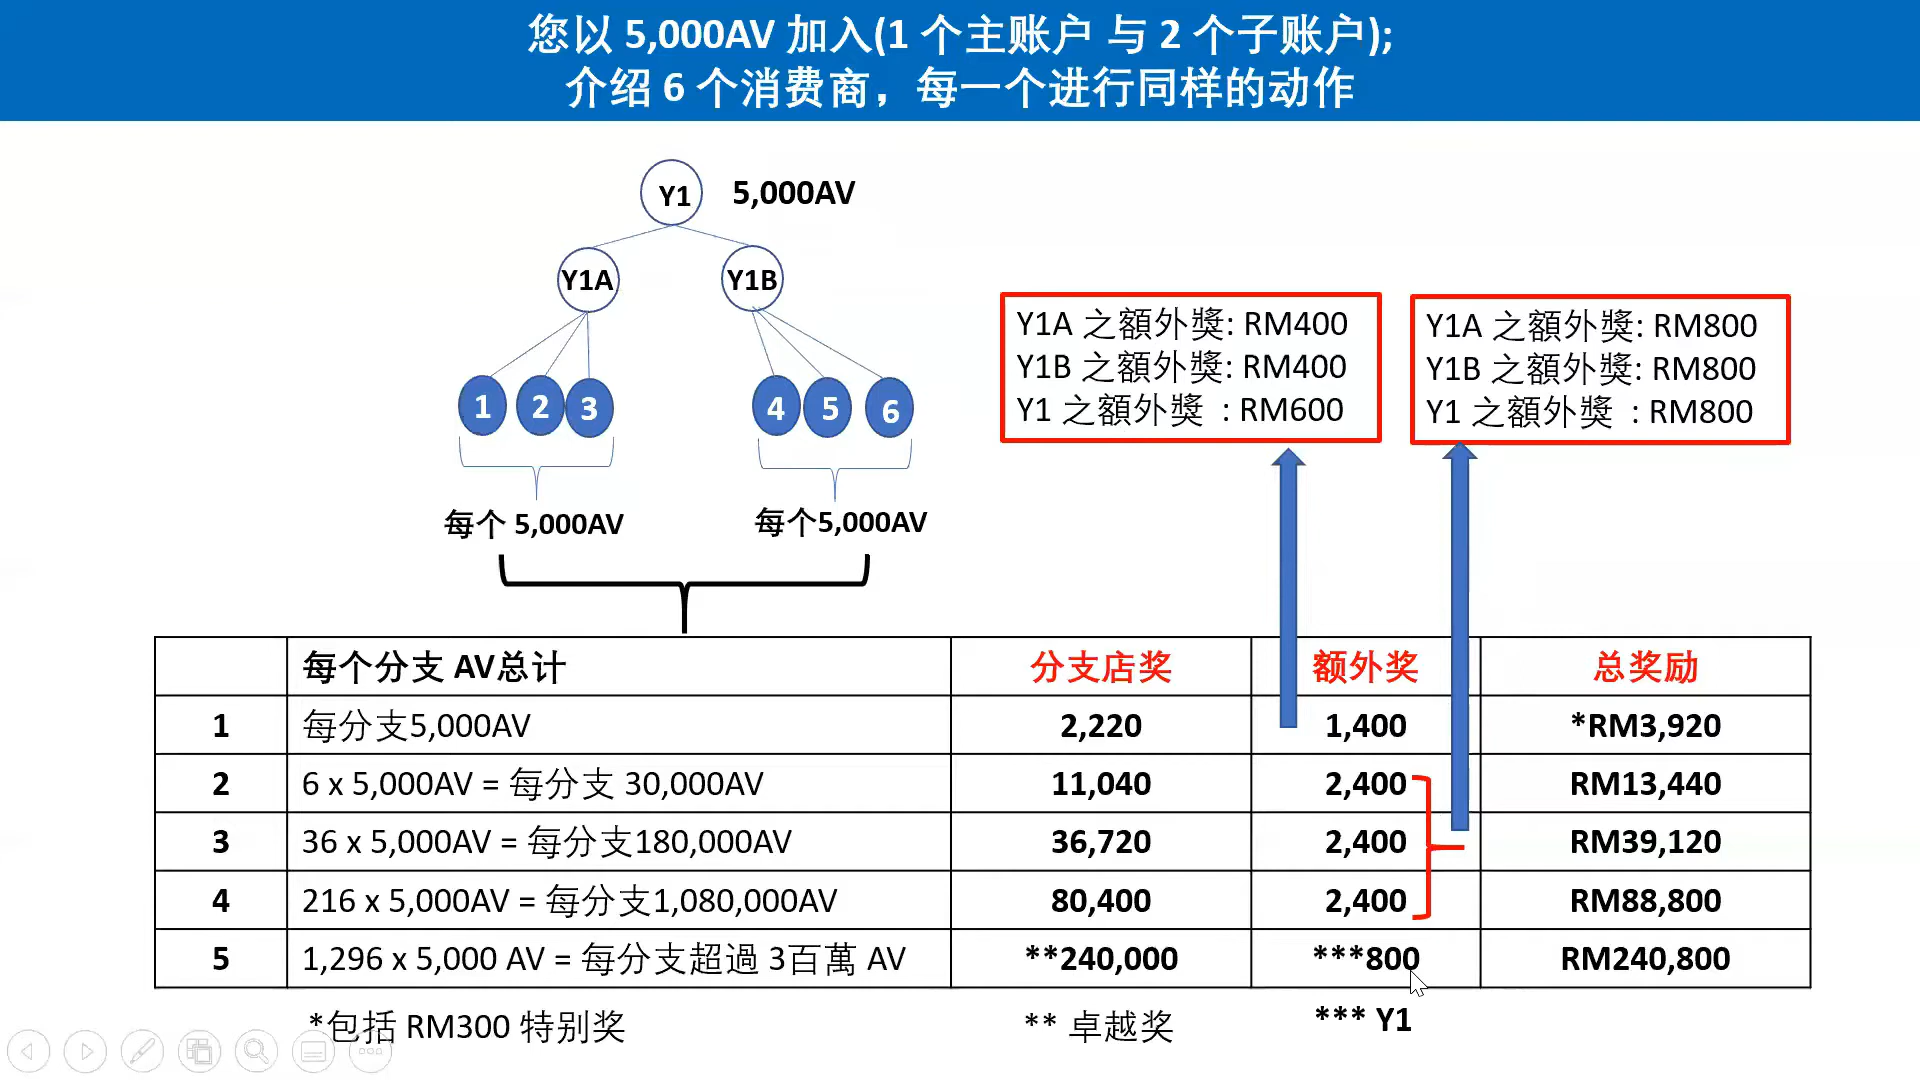 您以 5,000AV 加入(1 个主账户 与 2 个子账户);
介绍 6 个消费商，每一个进行同样的动作
Y1 5,000AV
Y1A Y1B
Y1A 之額外獎: RM400
Y1B 之額外獎: RM400
Y1 之額外獎 : RM600
Y1A 之額外獎: RM800
Y1B 之額外獎: RM800
Y1 之額外獎 : RM800
1 2 3 4 5 6
每个 5,000AV 每个5,000AV
每个分支 AV总计 分支店奖 额外奖 总奖励
1 每分支5,000AV 2,220 1,400 *RM3,920
2 6 x 5,000AV = 每分支 30,000AV 11,040 2,400 RM13,440
3 36 x 5,000AV = 每分支180,000AV 36,720 2,400 RM39,120
4 216 x 5,000AV = 每分支1,080,000AV 80,400 2,400 RM88,800
5 1,296 x 5,000 AV = 每分支超過 3百萬 AV **240,000 ***800 RM240,800
*包括 RM300 特别奖 ** 卓越奖 *** Y1